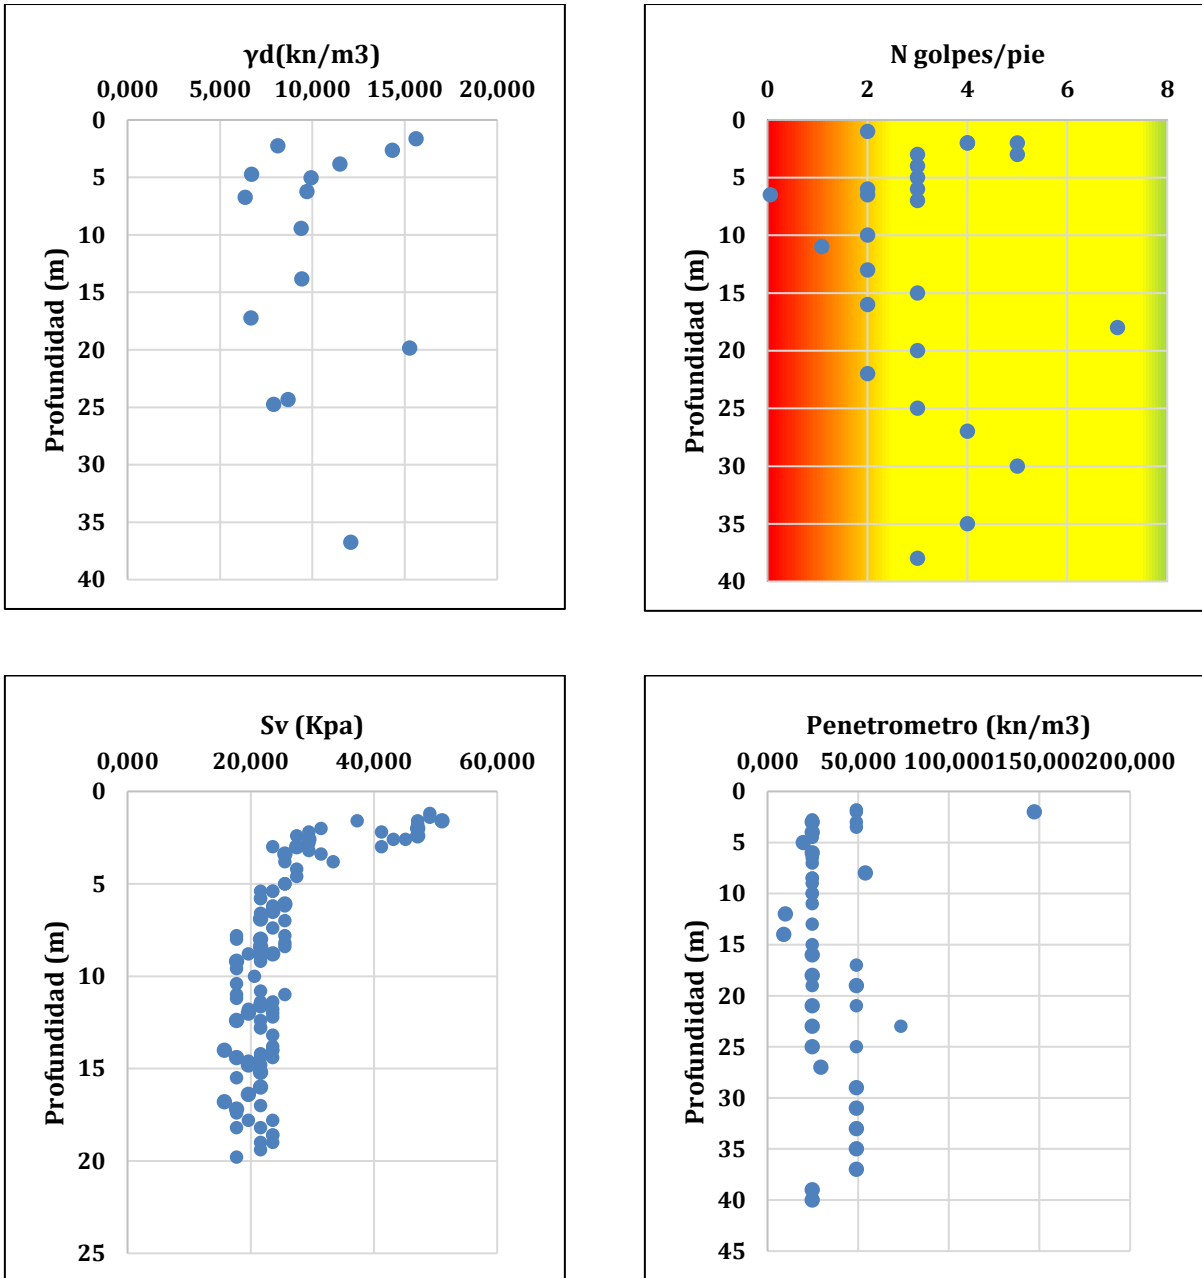 γd(kn/m3)
0,000 5,000 10,000 15,000 20,000
0
5
10
15
20
25
30
35
40
Profundidad (m)
N golpes/pie
0 2 4 6 8
0
5
10
15
20
25
30
35
40
Profundidad (m)
Sv (Kpa)
0,000 20,000 40,000 60,000
0
5
10
15
20
25
Profundidad (m)
Penetrometro (kn/m3)
0,000 50,000 100,000 150,000 200,000
0
5
10
15
20
25
30
35
40
45
Profundidad (m)